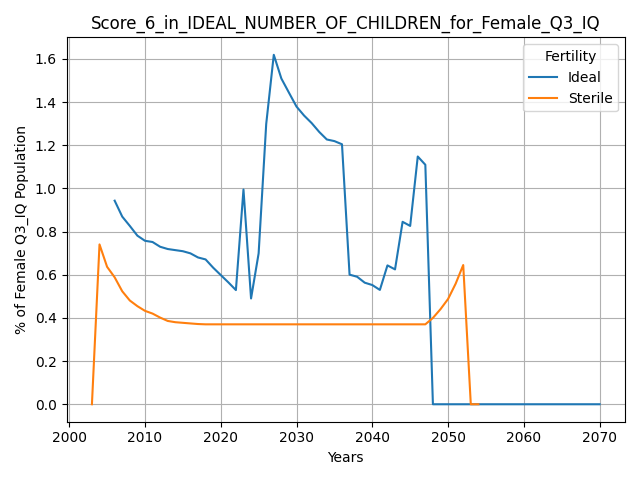 Score_6_in_IDEAL_NUMBER_OF_CHILDREN_for_Female_Q3_IQ
Fertility
Ideal
Sterile
% of Female Q3_IQ Population
1.6
1.4
1.2
1.0
0.8
0.6
0.4
0.2
0.0
2000 2010 2020 2030 2040 2050 2060 2070
Years